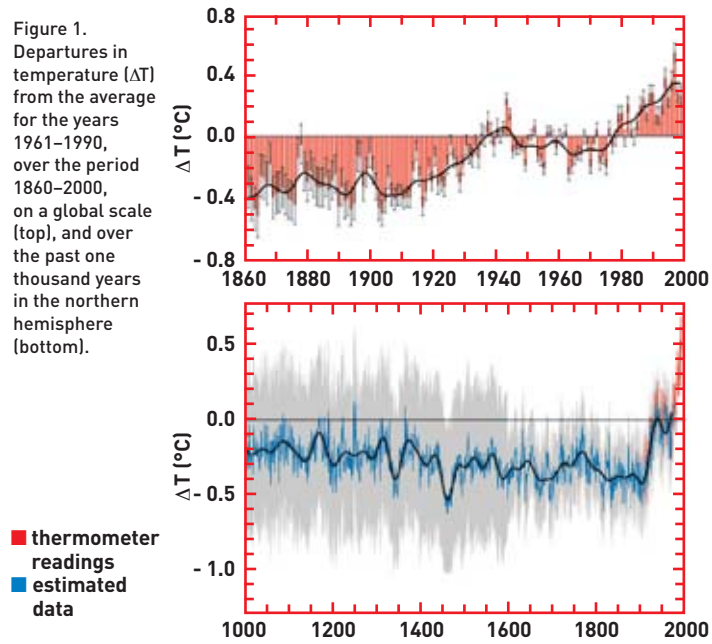 Figure 1.
Departures in
temperature (ΔT)
from the average
for the years
1961–1990,
over the period
1860–2000,
on a global scale
(top), and over
the past one
thousand years
in the northern
hemisphere
(bottom).
thermometer
readings
estimated
data
Δ T (°C)
0.8
0.4
0.0
- 0.4
- 0.8
1860 1880 1900 1920 1940 1960 1980 2000
Δ T (°C)
0.5
0.0
- 0.5
- 1.0
1000 1200 1400 1600 1800 2000